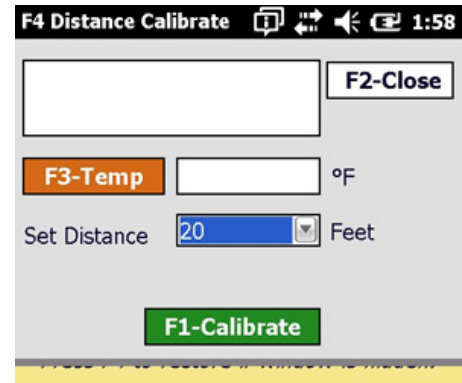 F4 Distance Calibrate 1:58
F2-Close
F3-Temp °F
Set Distance 20 Feet
F1-Calibrate